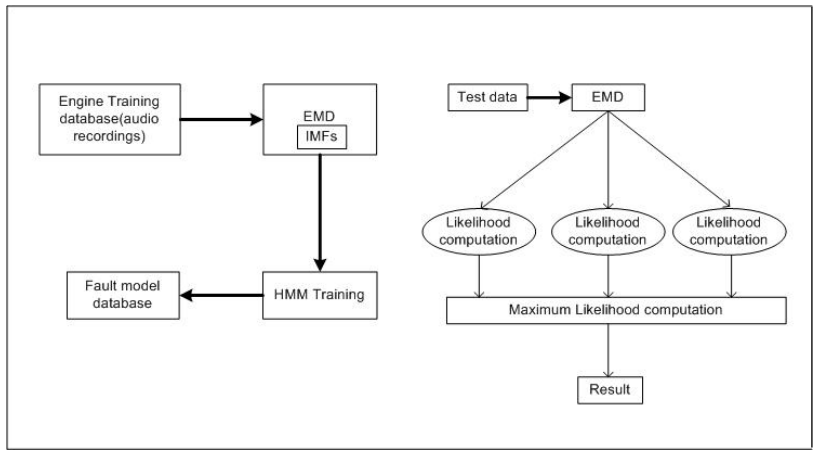 Engine Training
database(audio
recordings)
EMD
IMFs
HMM Training
Fault model
database
Test data
EMD
Likelihood
computation
Likelihood
computation
Likelihood
computation
Maximum Likelihood computation
Result